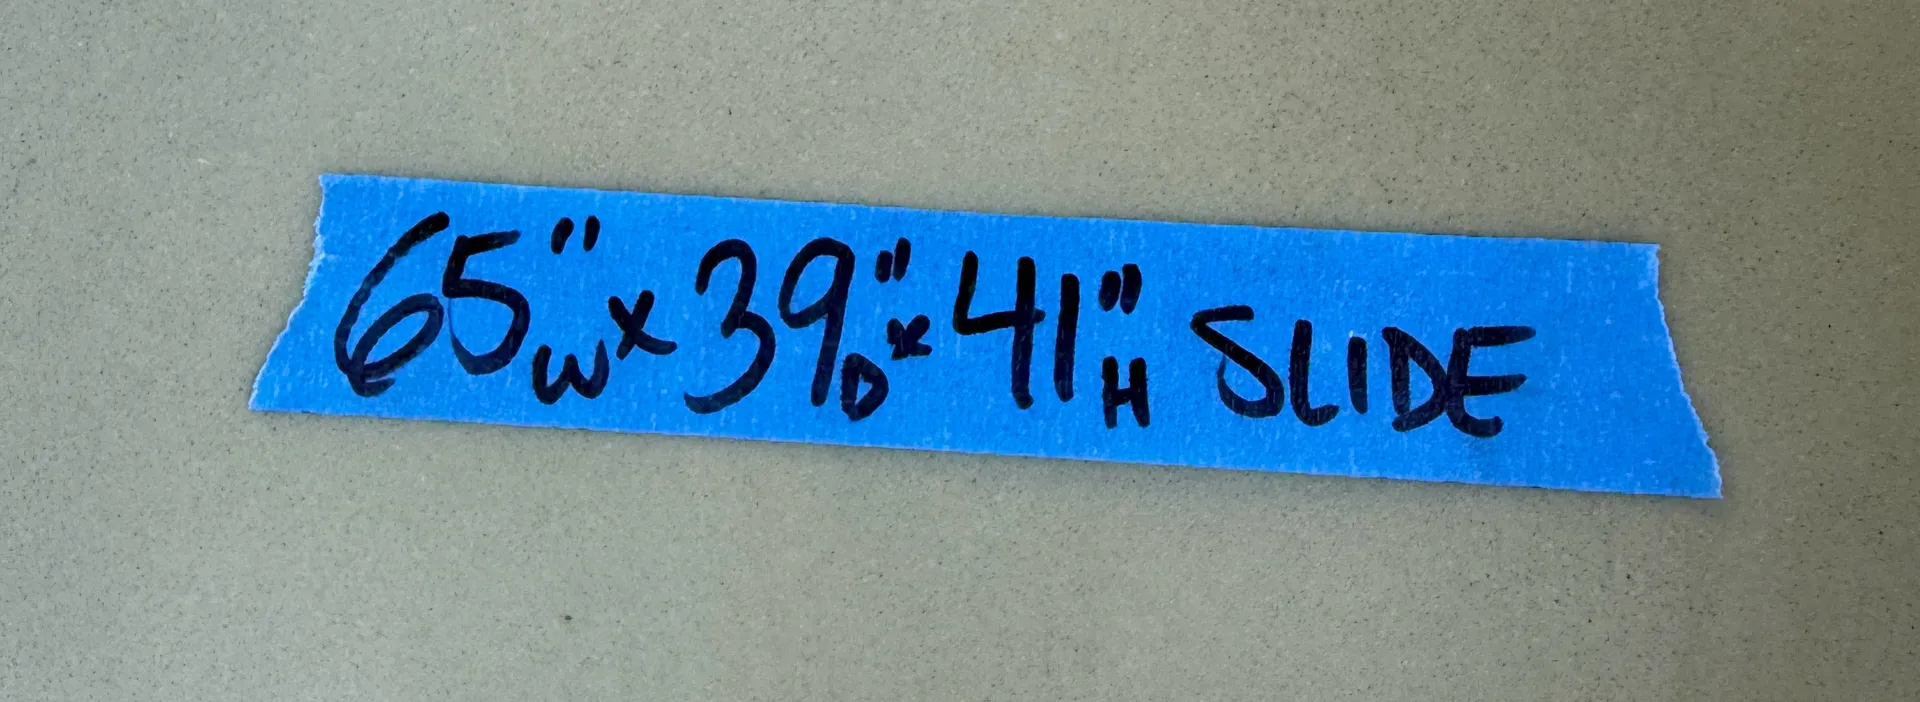 65"W x 39"D x 41"H SLIDE